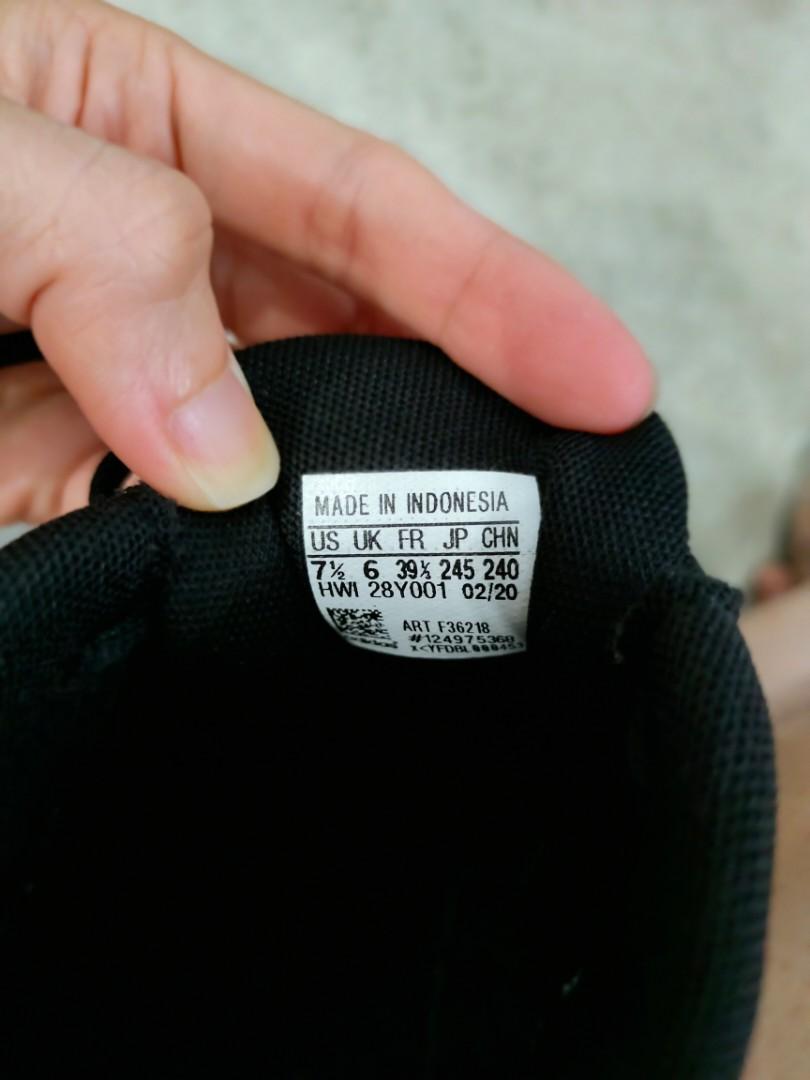 MADE IN INDONESIA
US UK FR JP CHN
7½ 6 39⅓ 245 240
HWI 28Y001 02/20
ART F36218
#124975368